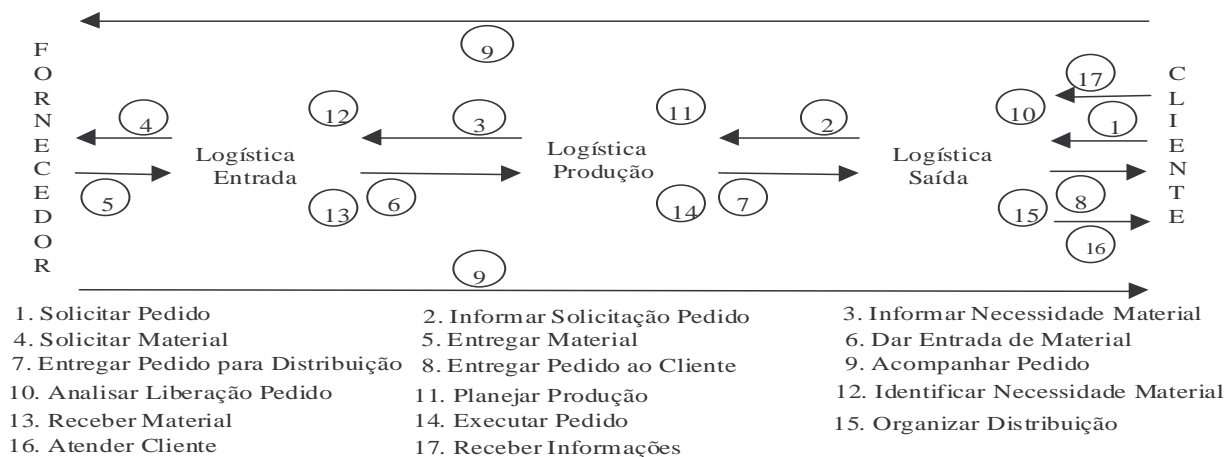 FORNECEDOR
CLIENTE
9
17
4
12
3
11
2
10
1
Logística
Entrada
Logística
Produção
Logística
Saída
5
13
6
14
7
15
8
16
9
1. Solicitar Pedido
2. Informar Solicitação Pedido
3. Informar Necessidade Material
4. Solicitar Material
5. Entregar Material
6. Dar Entrada de Material
7. Entregar Pedido para Distribuição
8. Entregar Pedido ao Cliente
9. Acompanhar Pedido
10. Analisar Liberação Pedido
11. Planejar Produção
12. Identificar Necessidade Material
13. Receber Material
14. Executar Pedido
15. Organizar Distribuição
16. Atender Cliente
17. Receber Informações